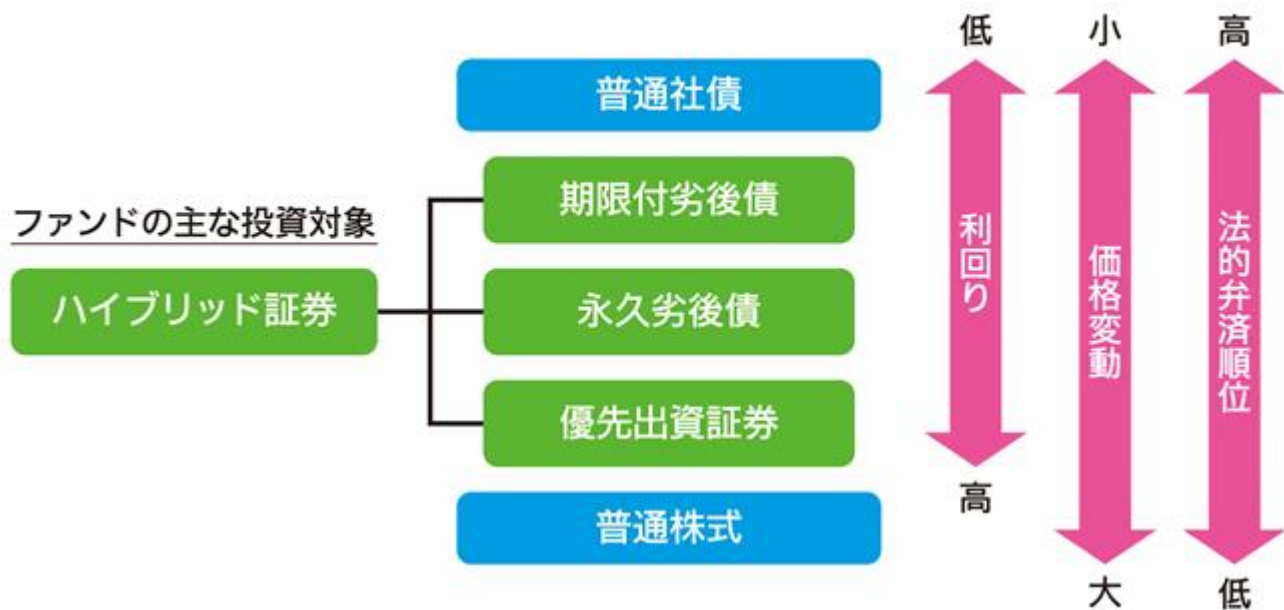 低
小
高
普通社債
期限付劣後債
ファンドの主な投資対象
ハイブリッド証券
永久劣後債
優先出資証券
普通株式
利回り
価格変動
法的弁済順位
高
大
低